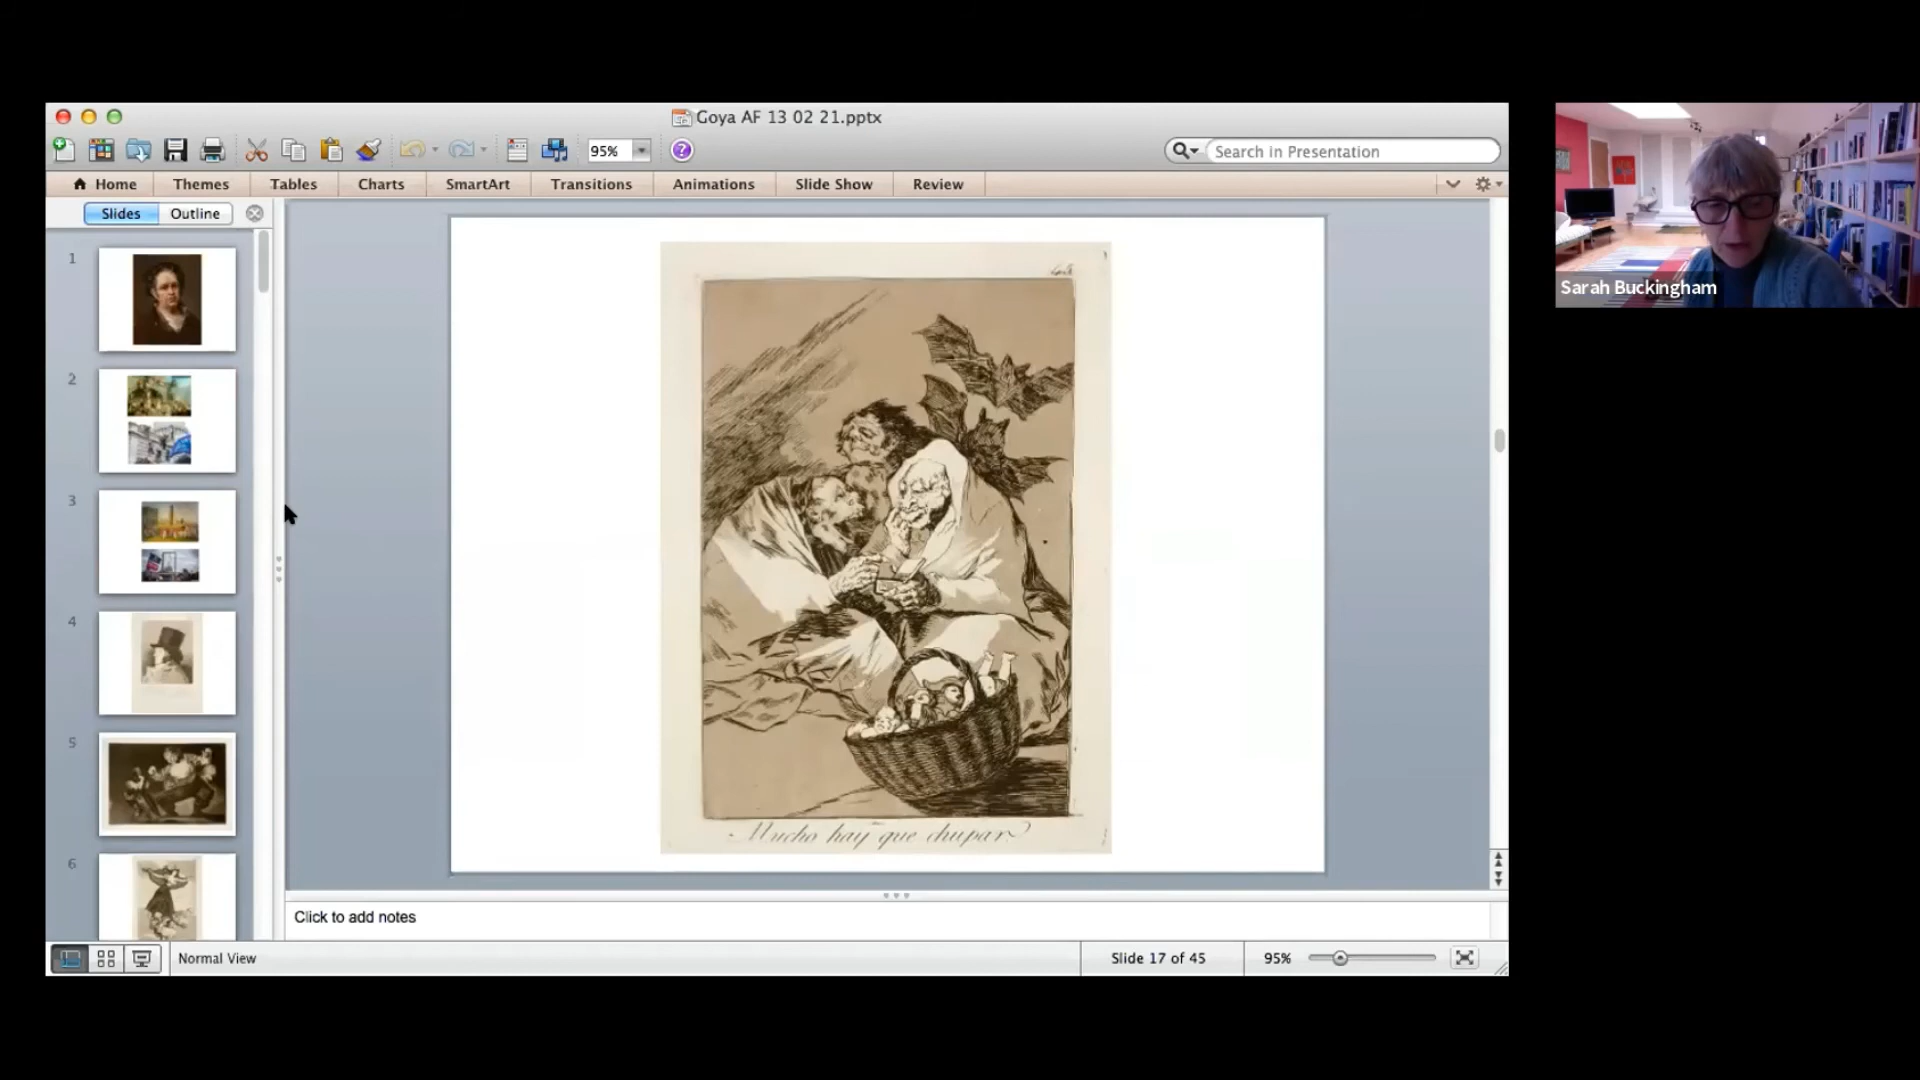 Goya AF 13 02 21.pptx
95%
Search in Presentation
Home
Themes
Tables
Charts
SmartArt
Transitions
Animations
Slide Show
Review
Slides
Outline
1
2
3
4
5
6
Mucho hay que chupar.
Click to add notes
Normal View
Slide 17 of 45
95%
Sarah Buckingham